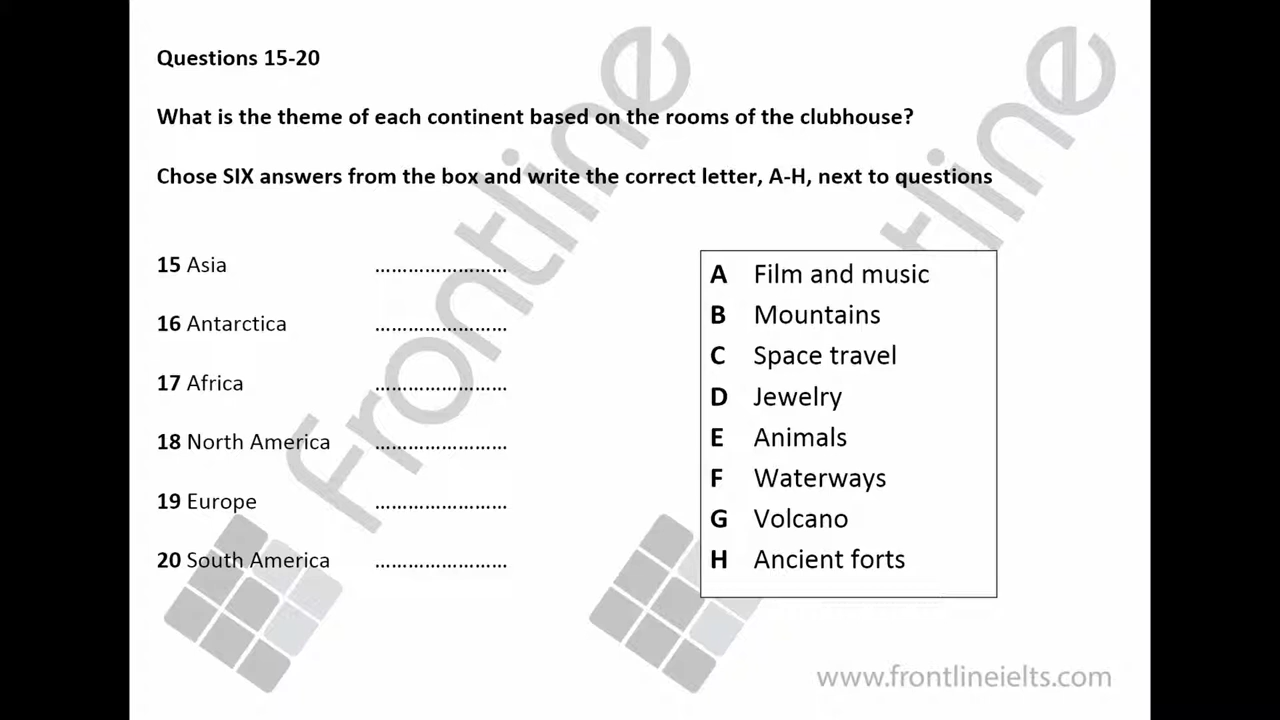 Questions 15-20
What is the theme of each continent based on the rooms of the clubhouse?
Chose SIX answers from the box and write the correct letter, A-H, next to questions
15 Asia ……………………
16 Antarctica ……………………
17 Africa ……………………
18 North America ……………………
19 Europe ……………………
20 South America ……………………
A Film and music
B Mountains
C Space travel
D Jewelry
E Animals
F Waterways
G Volcano
H Ancient forts
frontline
tline
www.frontlineielts.com